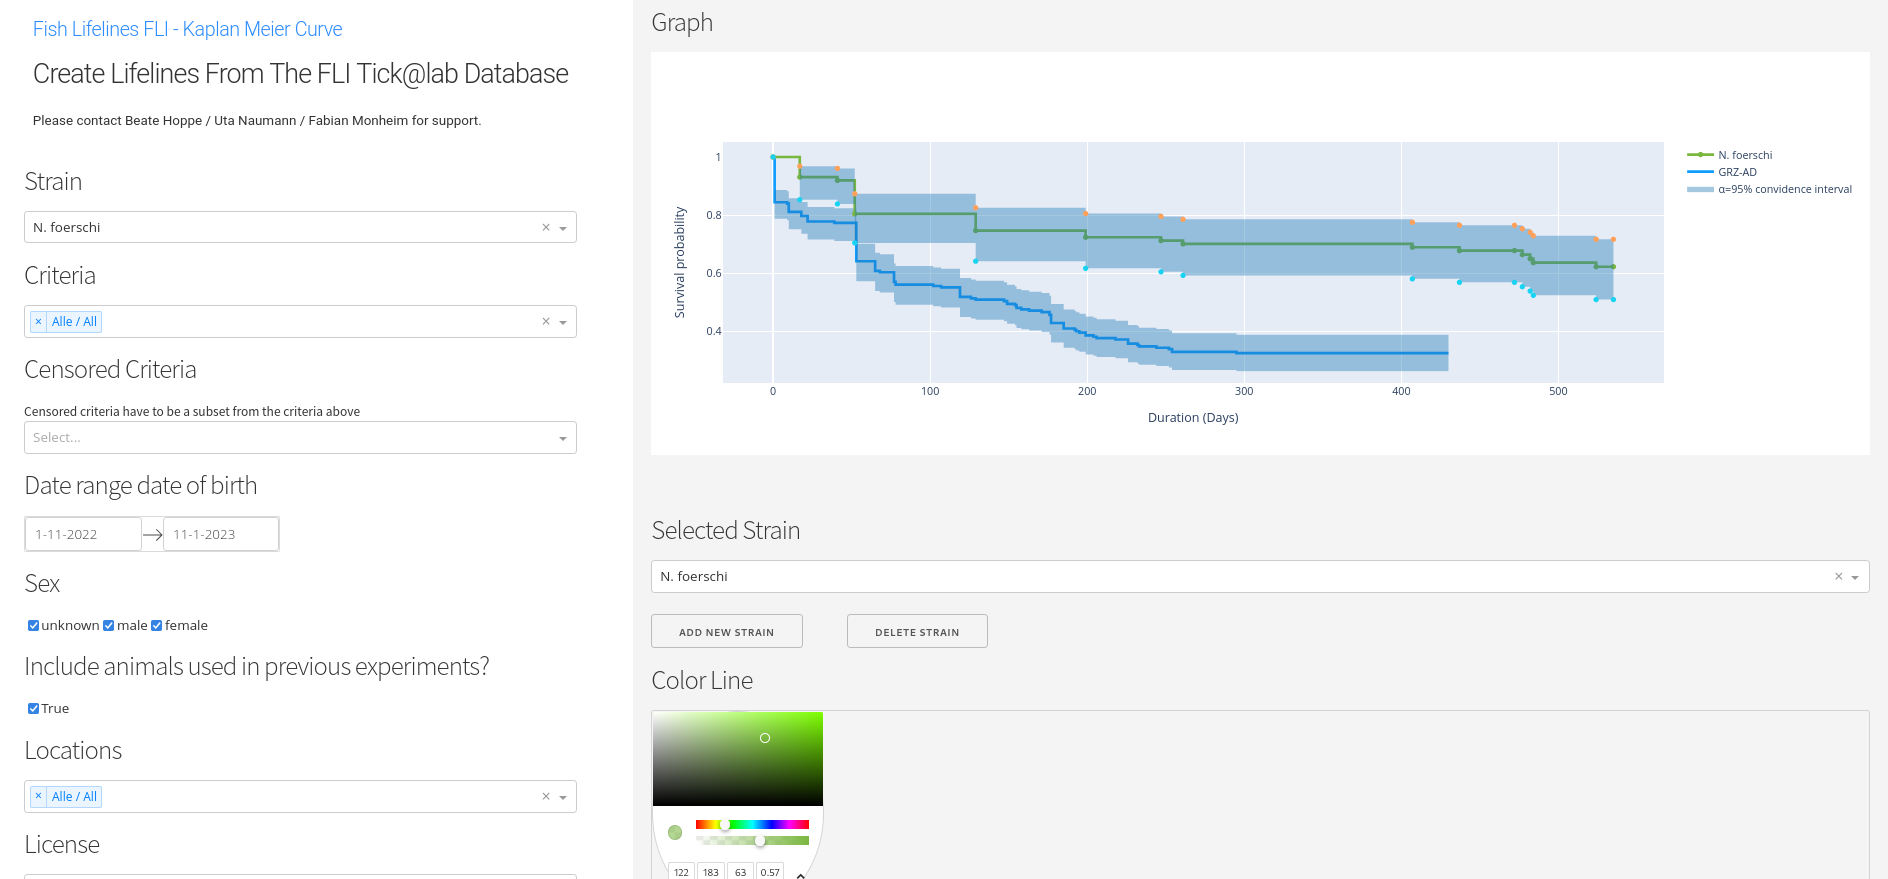 Fish Lifelines FLI - Kaplan Meier Curve
Create Lifelines From The FLI Tick@lab Database
Please contact Beate Hoppe / Uta Naumann / Fabian Monheim for support.
Strain
N. foerschi
×
Criteria
× Alle / All
×
Censored Criteria
Censored criteria have to be a subset from the criteria above
Select...
Date range date of birth
1-11-2022
11-1-2023
Sex
unknown male female
Include animals used in previous experiments?
True
Locations
× Alle / All
×
License
Graph
1
0.8
0.6
0.4
Survival probability
0 100 200 300 400 500
Duration (Days)
N. foerschi
GRZ-AD
α=95% convidence interval
Selected Strain
N. foerschi
×
ADD NEW STRAIN
DELETE STRAIN
Color Line
122 183 63 0.57